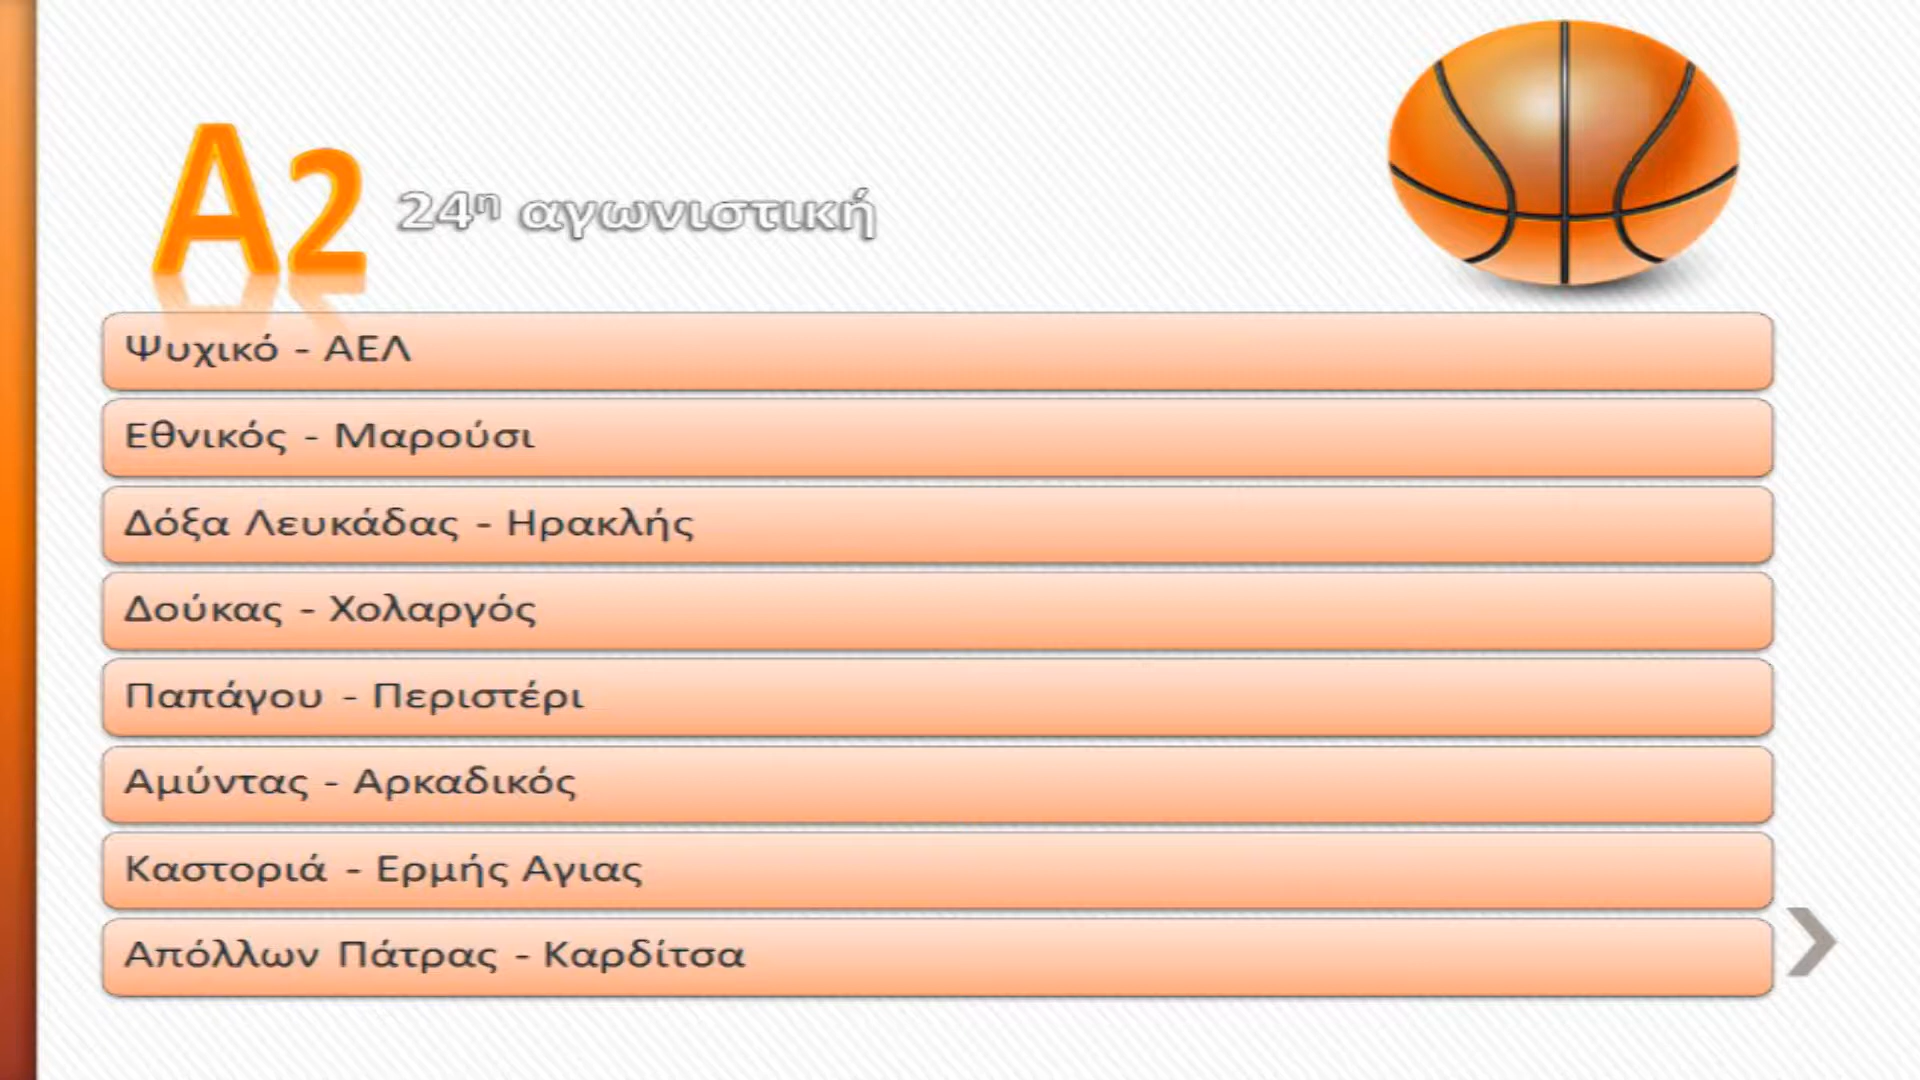 Α2 24η αγωνιστική
Ψυχικό - ΑΕΛ
Εθνικός - Μαρούσι
Δόξα Λευκάδας - Ηρακλής
Δούκας - Χολαργός
Παπάγου - Περιστέρι
Αμύντας - Αρκαδικός
Καστοριά - Ερμής Αγιας
Απόλλων Πάτρας - Καρδίτσα